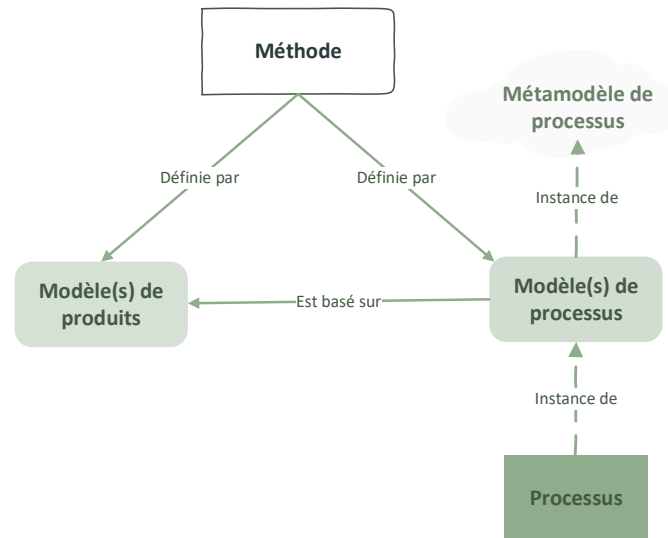 Méthode
Métamodèle de
processus
Définie par
Définie par
Instance de
Modèle(s) de
produits
Est basé sur
Modèle(s) de
processus
Instance de
Processus